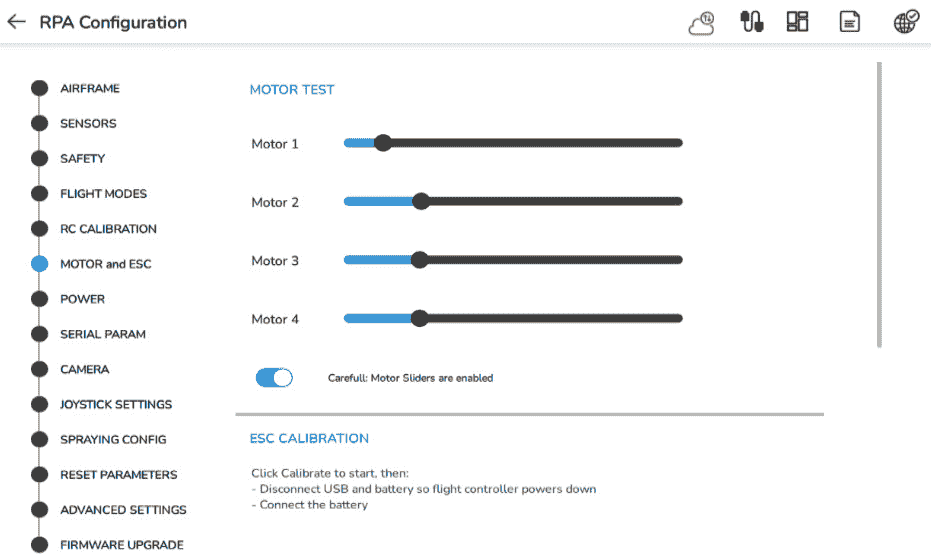 RPA Configuration
AIRFRAME
SENSORS
SAFETY
FLIGHT MODES
RC CALIBRATION
MOTOR and ESC
POWER
SERIAL PARAM
CAMERA
JOYSTICK SETTINGS
SPRAYING CONFIG
RESET PARAMETERS
ADVANCED SETTINGS
FIRMWARE UPGRADE
MOTOR TEST
Motor 1
Motor 2
Motor 3
Motor 4
Carefull: Motor Sliders are enabled
ESC CALIBRATION
Click Calibrate to start, then:
- Disconnect USB and battery so flight controller powers down
- Connect the battery